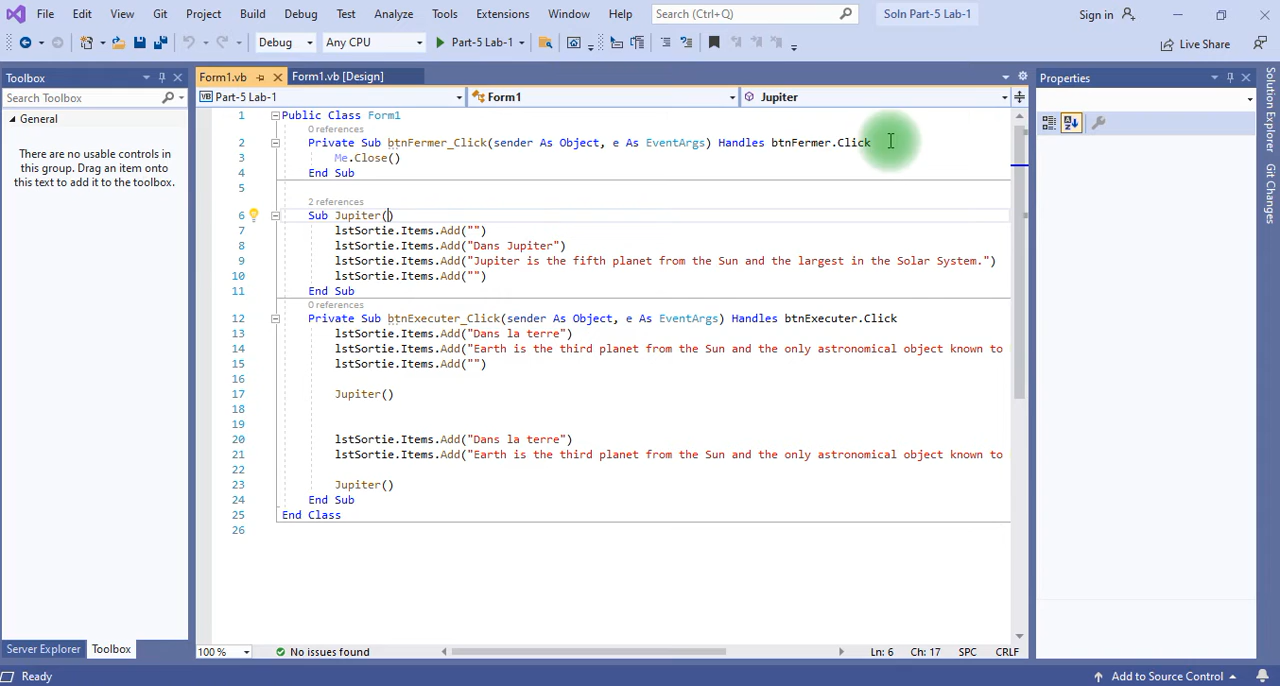 File Edit View Git Project Build Debug Test Analyze Tools Extensions Window Help Search (Ctrl+Q) Soln Part-5 Lab-1 Sign in
Debug Any CPU Part-5 Lab-1 Live Share
Toolbox
Form1.vb Form1.vb [Design]
Properties
Search Toolbox
Part-5 Lab-1 Form1 Jupiter
General
There are no usable controls in
this group. Drag an item onto
this text to add it to the toolbox.
1 Public Class Form1
0 references
2 Private Sub btnFermer_Click(sender As Object, e As EventArgs) Handles btnFermer.Click
3 Me.Close()
4 End Sub
5
2 references
6 Sub Jupiter()
7 lstSortie.Items.Add("")
8 lstSortie.Items.Add("Dans Jupiter")
9 lstSortie.Items.Add("Jupiter is the fifth planet from the Sun and the largest in the Solar System.")
10 lstSortie.Items.Add("")
11 End Sub
0 references
12 Private Sub btnExecuter_Click(sender As Object, e As EventArgs) Handles btnExecuter.Click
13 lstSortie.Items.Add("Dans la terre")
14 lstSortie.Items.Add("Earth is the third planet from the Sun and the only astronomical object known to
15 lstSortie.Items.Add("")
16
17 Jupiter()
18
19
20 lstSortie.Items.Add("Dans la terre")
21 lstSortie.Items.Add("Earth is the third planet from the Sun and the only astronomical object known to
22
23 Jupiter()
24 End Sub
25 End Class
26
Solution Explorer
Git Changes
Server Explorer Toolbox
100 % No issues found Ln: 6 Ch: 17 SPC CRLF
Ready Add to Source Control